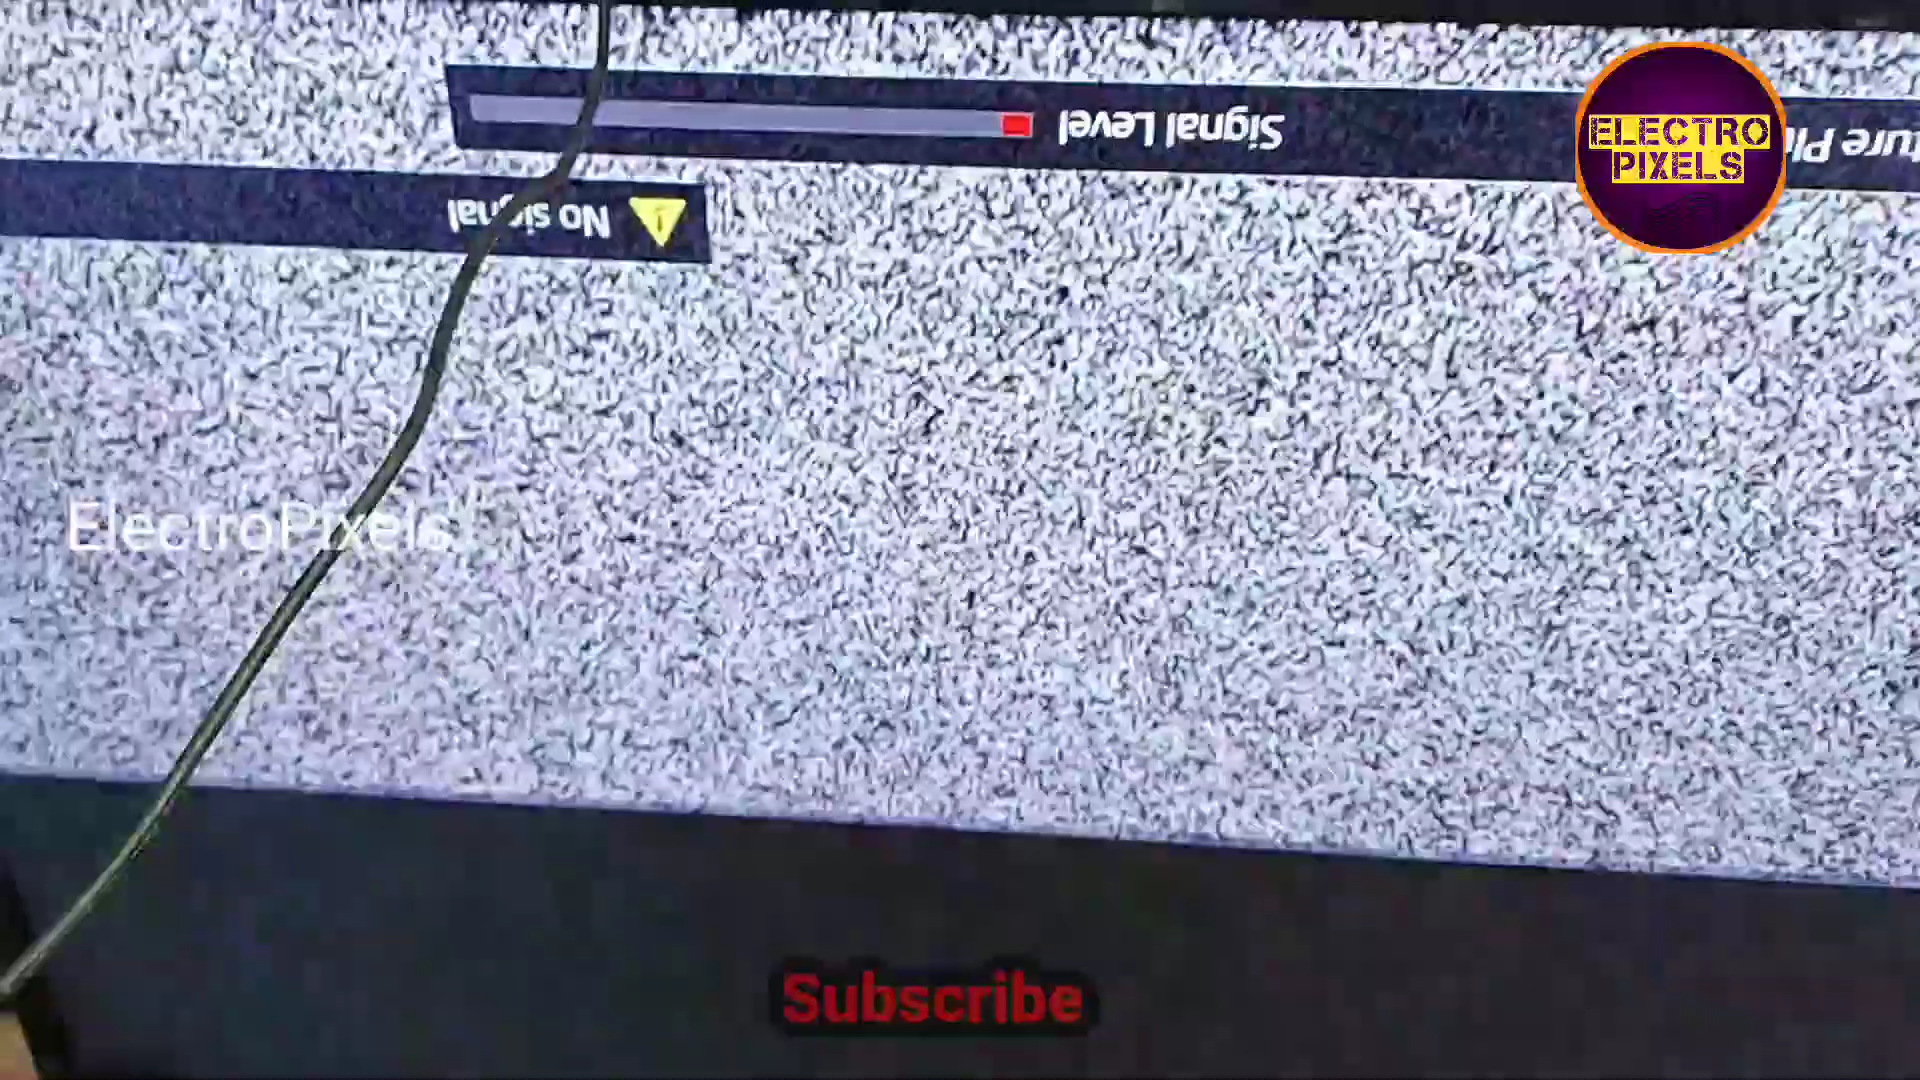 ELECTRO
PIXELS
Signal Level
No signal
ElectroPixels
Subscribe